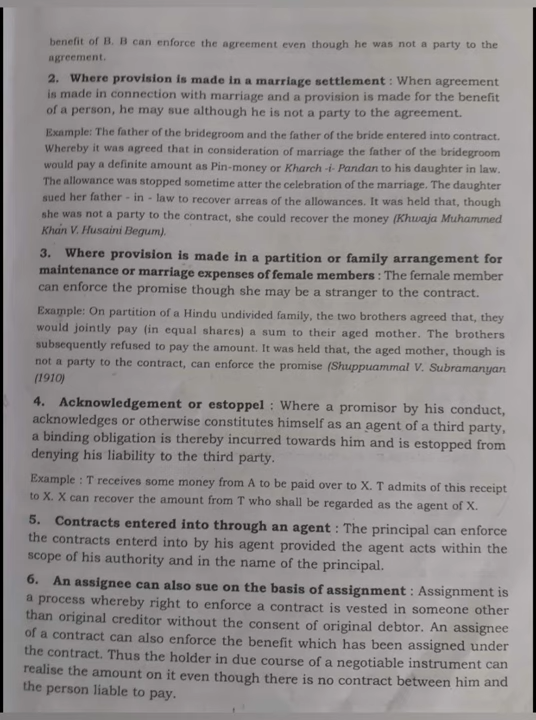 benefit of B. B can enforce the agreement even though he was not a party to the
agreement.
2. Where provision is made in a marriage settlement : When agreement
is made in connection with marriage and a provision is made for the benefit
of a person, he may sue although he is not a party to the agreement.
Example: The father of the bridegroom and the father of the bride entered into contract.
Whereby it was agreed that in consideration of marriage the father of the bridegroom
would pay a definite amount as Pin-money or Kharch -i- Pandan to his daughter in law.
The allowance was stopped sometime atter the celebration of the marriage. The daughter
sued her father - in - law to recover arreas of the allowances. It was held that, though
she was not a party to the contract, she could recover the money (Khwaja Muhammed
Khan V. Husaini Begum).
3. Where provision is made in a partition or family arrangement for
maintenance or marriage expenses of female members : The female member
can enforce the promise though she may be a stranger to the contract.
Example: On partition of a Hindu undivided family, the two brothers agreed that, they
would jointly pay (in equal shares) a sum to their aged mother. The brothers
subsequently refused to pay the amount. It was held that, the aged mother, though is
not a party to the contract, can enforce the promise (Shuppuammal V. Subramanyan
(1910)
4. Acknowledgement or estoppel : Where a promisor by his conduct,
acknowledges or otherwise constitutes himself as an agent of a third party,
a binding obligation is thereby incurred towards him and is estopped from
denying his liability to the third party.
Example : T receives some money from A to be paid over to X. T admits of this receipt
to X. X can recover the amount from T who shall be regarded as the agent of X.
5. Contracts entered into through an agent : The principal can enforce
the contracts enterd into by his agent provided the agent acts within the
scope of his authority and in the name of the principal.
6. An assignee can also sue on the basis of assignment : Assignment is
a process whereby right to enforce a contract is vested in someone other
than original creditor without the consent of original debtor. An assignee
of a contract can also enforce the benefit which has been assigned under
the contract. Thus the holder in due course of a negotiable instrument can
realise the amount on it even though there is no contract between him and
the person liable to pay.